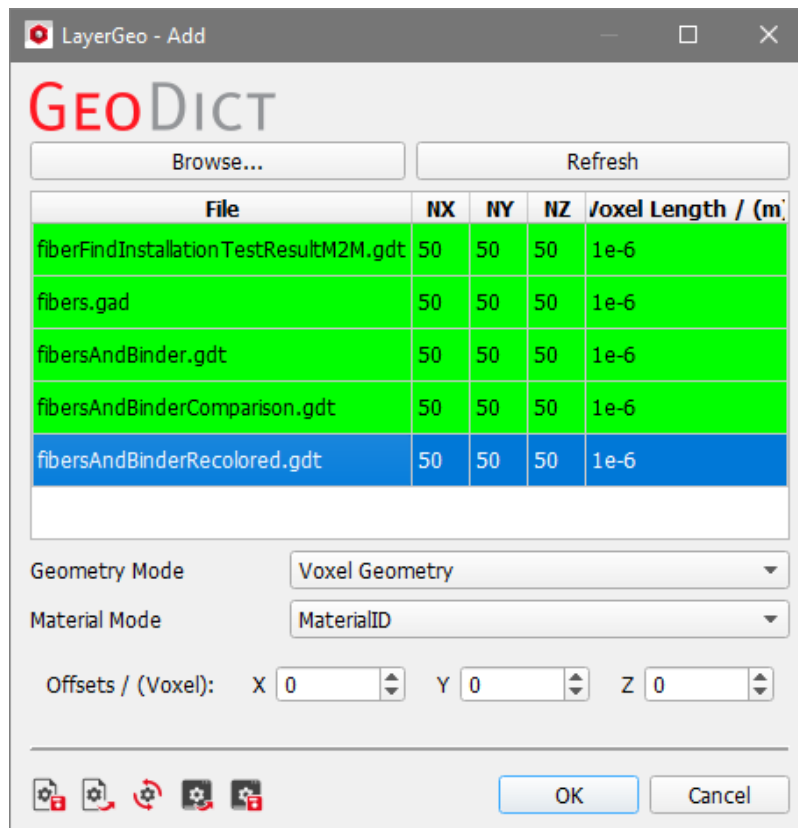 LayerGeo - Add
GEODICT
Browse... Refresh
File NX NY NZ Voxel Length / (m)
fiberFindInstallationTestResultM2M.gdt 50 50 50 1e-6
fibers.gad 50 50 50 1e-6
fibersAndBinder.gdt 50 50 50 1e-6
fibersAndBinderComparison.gdt 50 50 50 1e-6
fibersAndBinderRecolored.gdt 50 50 50 1e-6
Geometry Mode Voxel Geometry
Material Mode MaterialID
Offsets / (Voxel): X 0 Y 0 Z 0
OK Cancel